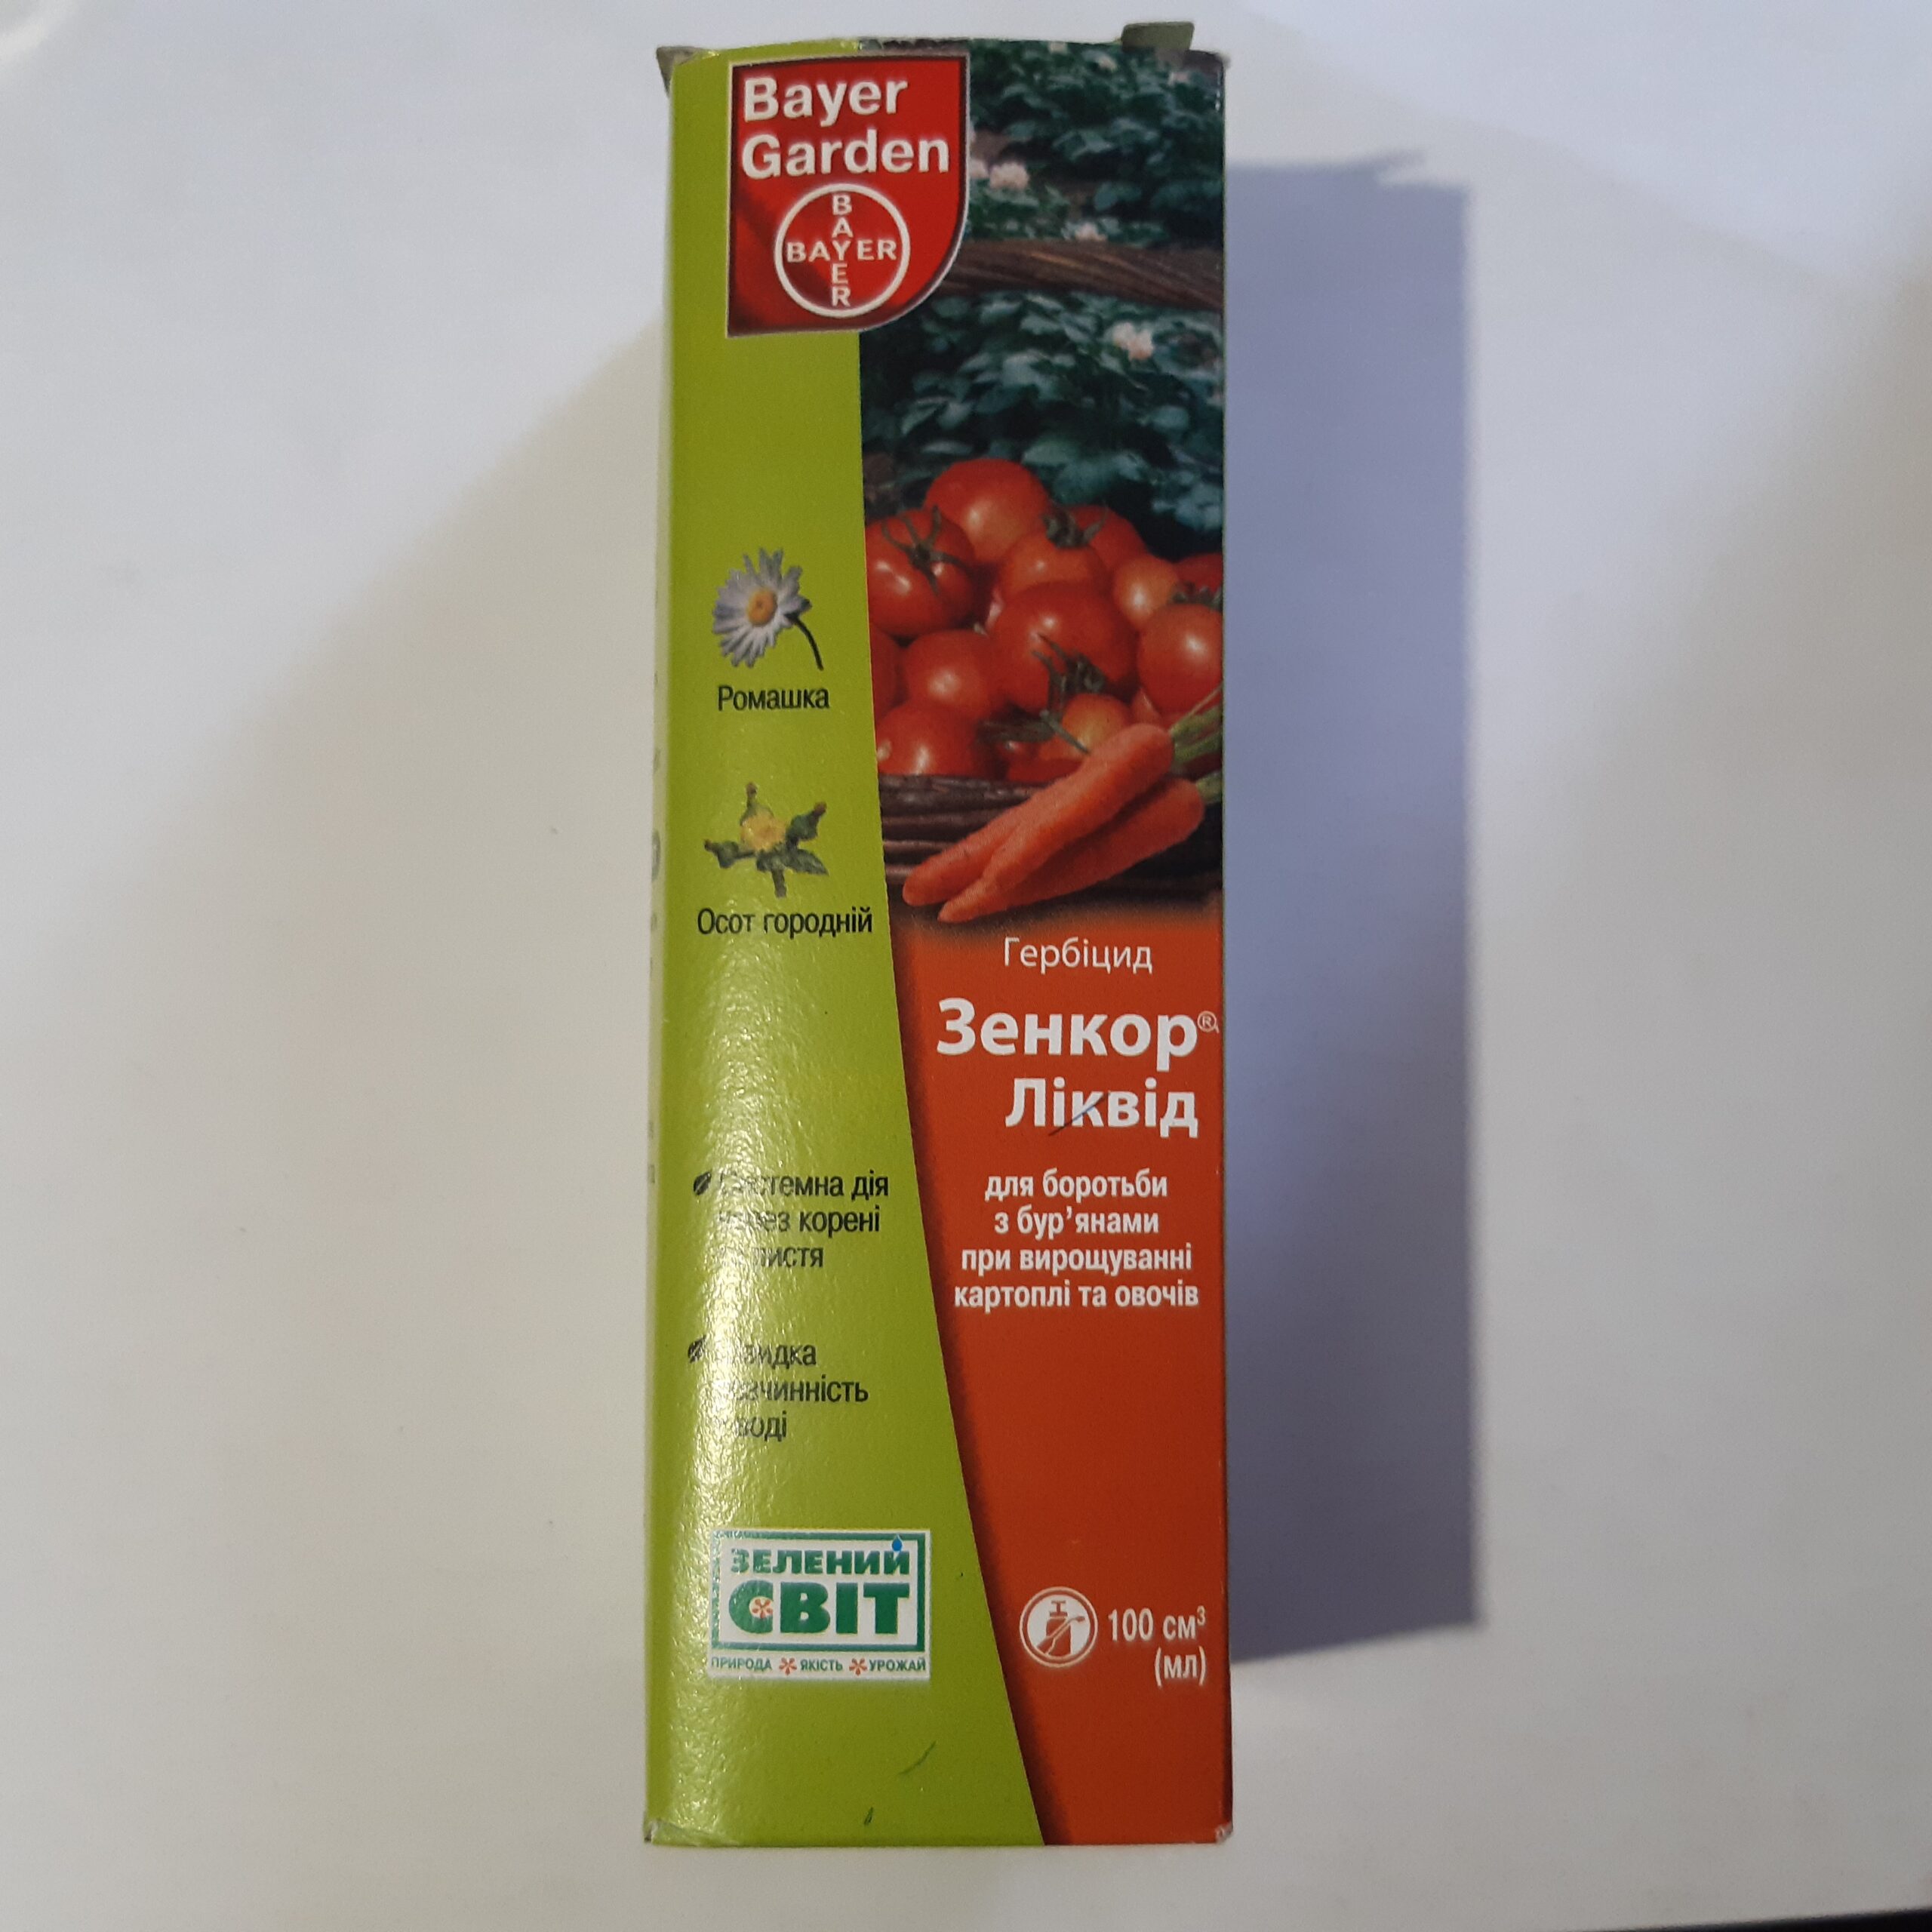 Bayer
Garden
BAYER
BAYER
Ромашка
Осот городній
Гербіцид
Зенкор®
Ліквід
для боротьби
з бур’янами
при вирощуванні
картоплі та овочів
Системна дія
через корені
листя
Швидка
розчинність
воді
ЗЕЛЕНИЙ
СВІТ
ПРИРОДА ЯКІСТЬ УРОЖАЙ
100 см³
(мл)